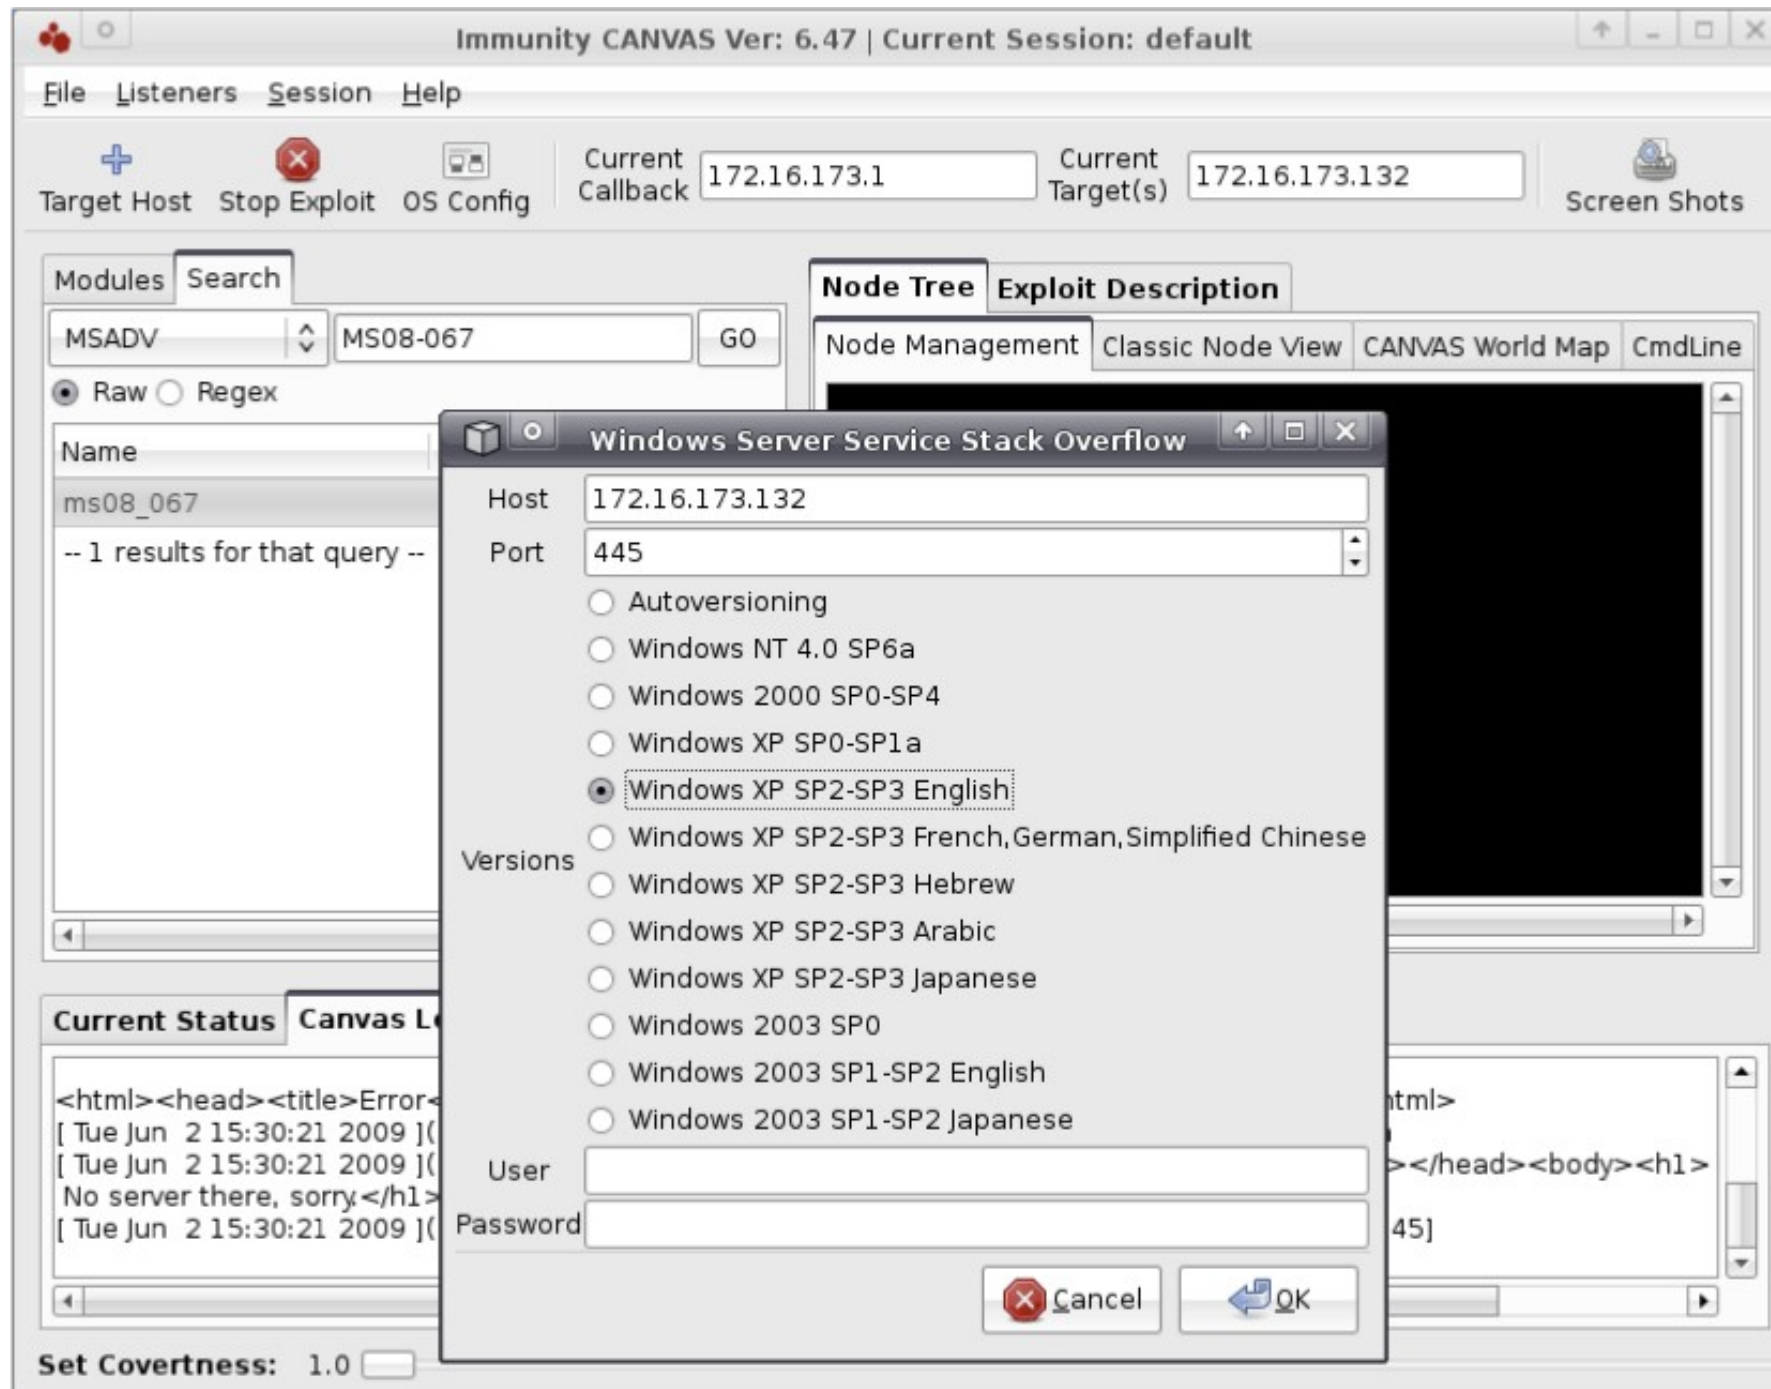 Immunity CANVAS Ver: 6.47 | Current Session: default
File Listeners Session Help
Target Host
Stop Exploit
OS Config
Current Callback
172.16.173.1
Current Target(s)
172.16.173.132
Screen Shots
Modules Search
MSADV
MS08-067
GO
Raw Regex
Name
ms08_067
-- 1 results for that query --
Node Tree Exploit Description
Node Management Classic Node View CANVAS World Map CmdLine
Windows Server Service Stack Overflow
Host 172.16.173.132
Port 445
Versions
Autoversioning
Windows NT 4.0 SP6a
Windows 2000 SP0-SP4
Windows XP SP0-SP1a
Windows XP SP2-SP3 English
Windows XP SP2-SP3 French,German,Simplified Chinese
Windows XP SP2-SP3 Hebrew
Windows XP SP2-SP3 Arabic
Windows XP SP2-SP3 Japanese
Windows 2003 SP0
Windows 2003 SP1-SP2 English
Windows 2003 SP1-SP2 Japanese
User
Password
Cancel OK
Current Status Canvas
<html><head><title>Error<
html>
[ Tue Jun 2 15:30:21 2009 ](
[ Tue Jun 2 15:30:21 2009 ](
></head><body><h1>
No server there, sorry.</h1>
[ Tue Jun 2 15:30:21 2009 ](
45]
Set Covertness: 1.0